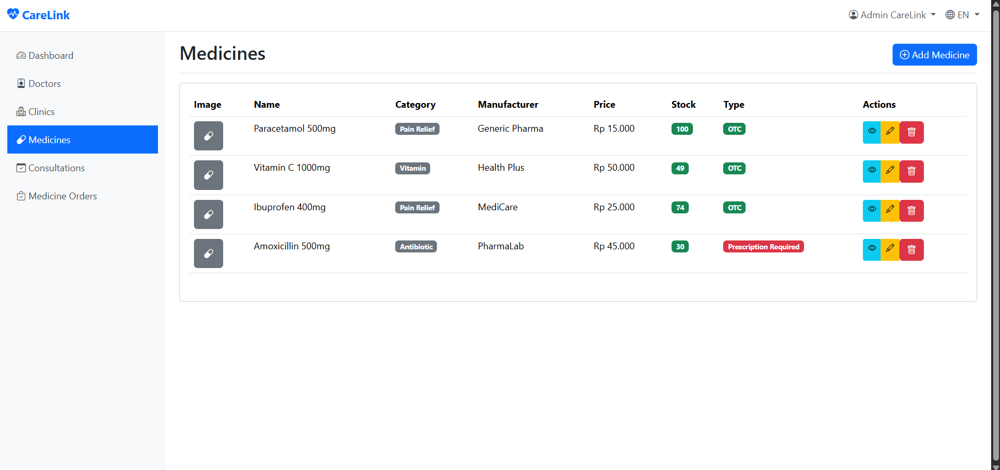 CareLink
Admin CareLink
EN
Dashboard
Doctors
Clinics
Medicines
Consultations
Medicine Orders
Medicines
Add Medicine
Image Name Category Manufacturer Price Stock Type Actions
Paracetamol 500mg Pain Relief Generic Pharma Rp 15.000 100 OTC
Vitamin C 1000mg Vitamin Health Plus Rp 50.000 49 OTC
Ibuprofen 400mg Pain Relief MediCare Rp 25.000 74 OTC
Amoxicillin 500mg Antibiotic PharmaLab Rp 45.000 30 Prescription Required